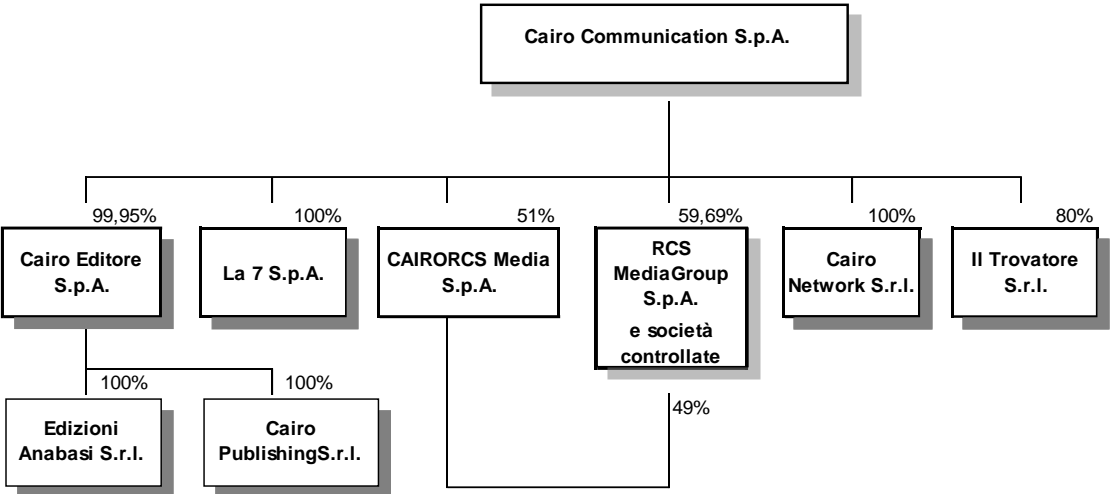 Cairo Communication S.p.A.
99,95%
100%
51%
59,69%
100%
80%
Cairo Editore
S.p.A.
La 7 S.p.A.
CAIRORCS Media
S.p.A.
RCS
MediaGroup
S.p.A.
e società
controllate
Cairo
Network S.r.l.
Il Trovatore
S.r.l.
100%
100%
49%
Edizioni
Anabasi S.r.l.
Cairo
PublishingS.r.l.